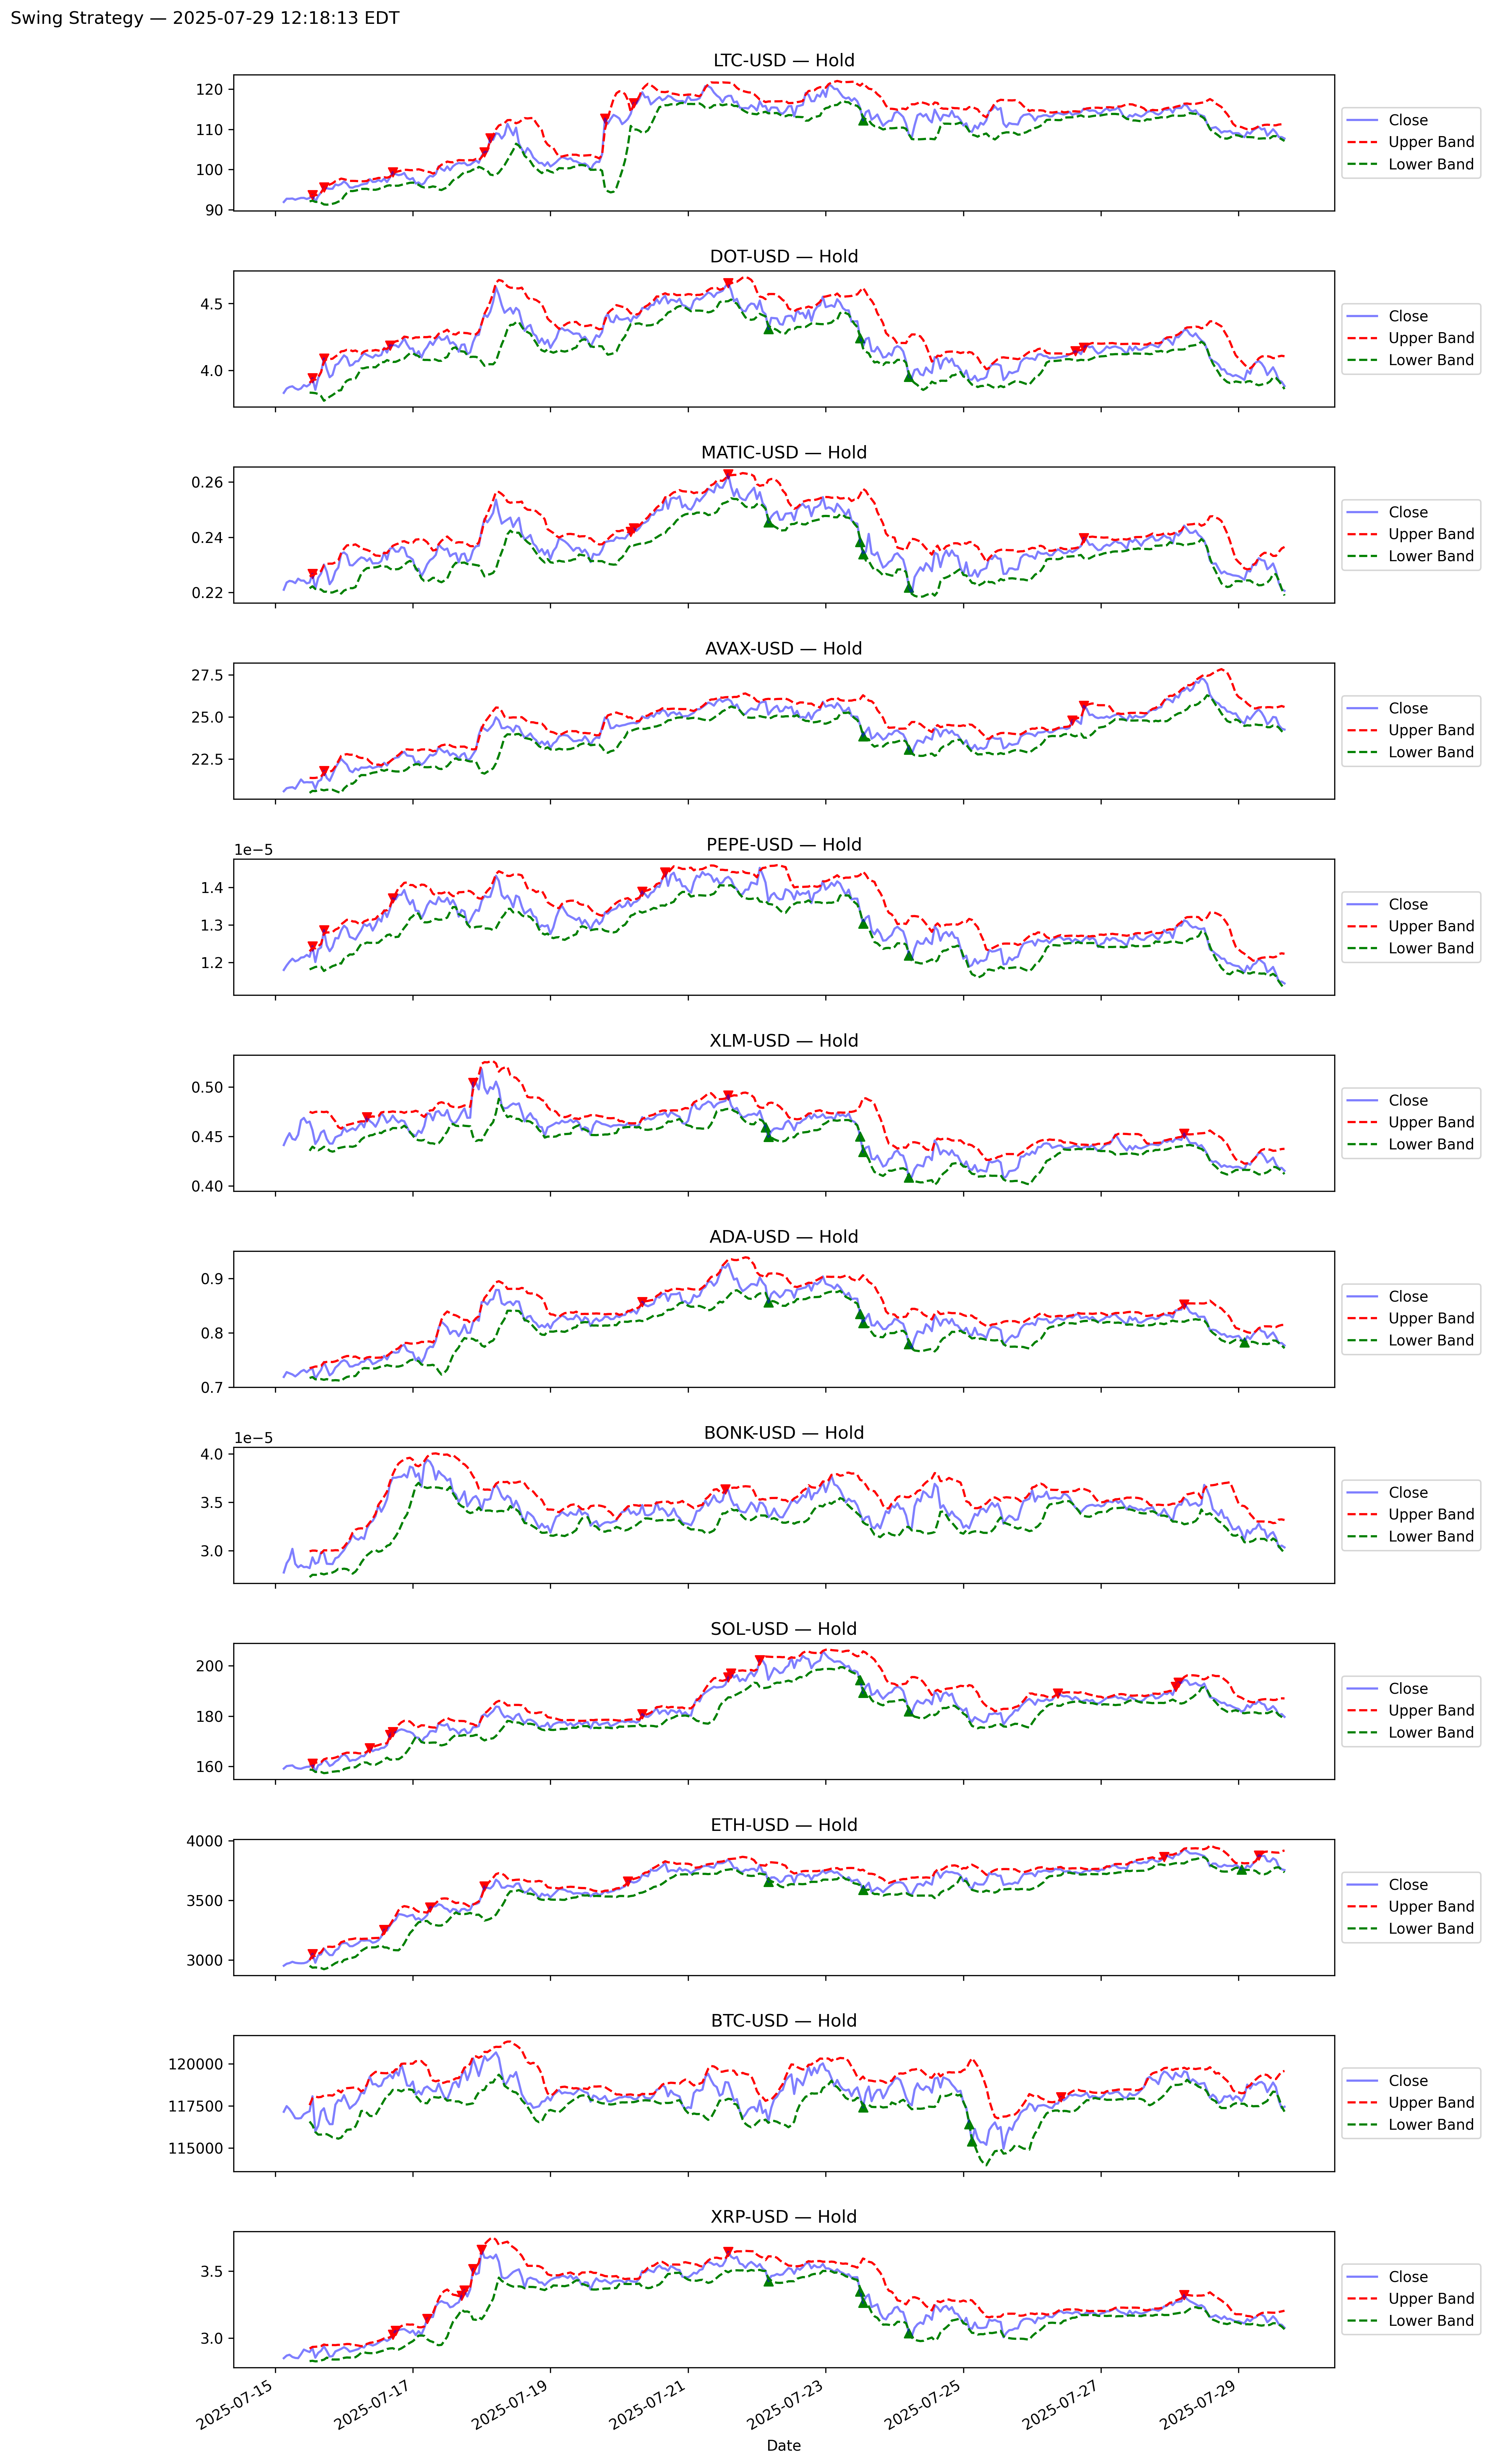 Swing Strategy — 2025-07-29 12:18:13 EDT
LTC-USD — Hold
120
110
100
90
Close
Upper Band
Lower Band
DOT-USD — Hold
4.5
4.0
Close
Upper Band
Lower Band
MATIC-USD — Hold
0.26
0.24
0.22
Close
Upper Band
Lower Band
AVAX-USD — Hold
27.5
25.0
22.5
Close
Upper Band
Lower Band
PEPE-USD — Hold
1e−5
1.4
1.3
1.2
Close
Upper Band
Lower Band
XLM-USD — Hold
0.50
0.45
0.40
Close
Upper Band
Lower Band
ADA-USD — Hold
0.9
0.8
0.7
Close
Upper Band
Lower Band
BONK-USD — Hold
1e−5
4.0
3.5
3.0
Close
Upper Band
Lower Band
SOL-USD — Hold
200
180
160
Close
Upper Band
Lower Band
ETH-USD — Hold
4000
3500
3000
Close
Upper Band
Lower Band
BTC-USD — Hold
120000
117500
115000
Close
Upper Band
Lower Band
XRP-USD — Hold
3.5
3.0
Close
Upper Band
Lower Band
2025-07-15
2025-07-17
2025-07-19
2025-07-21
2025-07-23
2025-07-25
2025-07-27
2025-07-29
Date